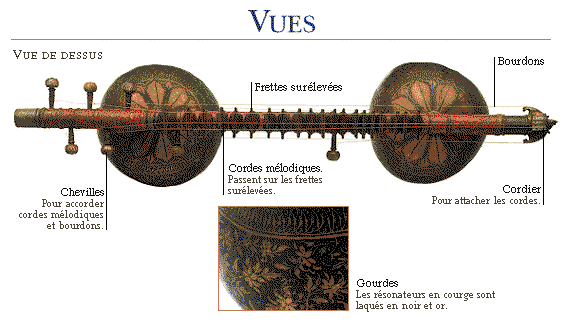 VUES
VUE DE DESSUS
Bourdons
Frettes surélevées
Cordes mélodiques.
Passent sur les frettes
surélevées.
Chevilles
Pour accorder
cordes mélodiques
et bourdons.
Cordier
Pour attacher les cordes.
Gourdes
Les résonateurs en courge sont
laqués en noir et or.